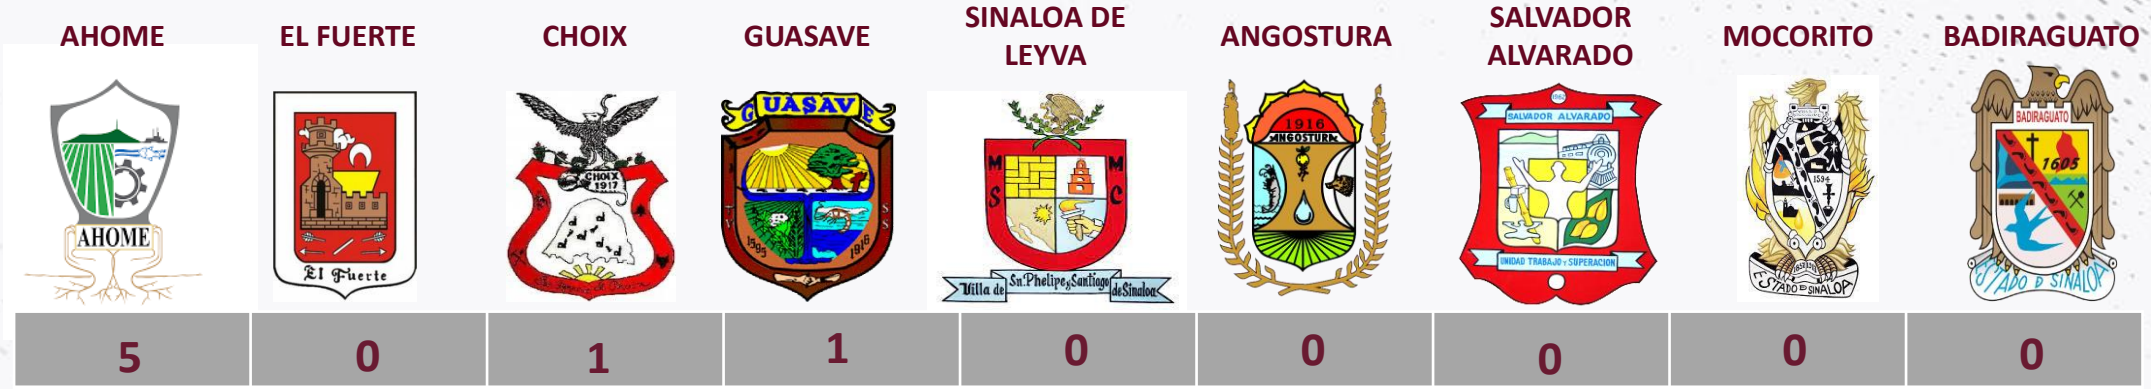 AHOME
EL FUERTE
CHOIX
GUASAVE
SINALOA DE
LEYVA
ANGOSTURA
SALVADOR
ALVARADO
MOCORITO
BADIRAGUATO
AHOME
El Fuerte
CHOIX
1917
GUASAVE
1595
1916
M M
S C
Villa de Sn. Phelipe y Santiago de Sinaloa
1916
ANGOSTURA
1962
SALVADOR ALVARADO
UNIDAD TRABAJO Y SUPERACION
1594
ESTADO DE SINALOA
BADIRAGUATO
1605
ESTADO D SINALOA
5
0
1
1
0
0
0
0
0